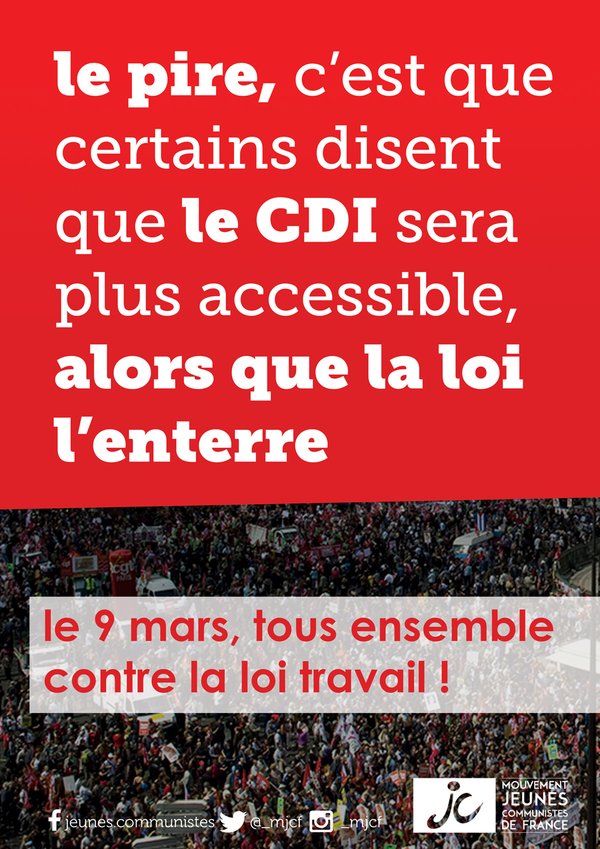 le pire, c’est que
certains disent
que le CDI sera
plus accessible,
alors que la loi
l’enterre
cgt
le 9 mars, tous ensemble
contre la loi travail !
jeunes.communistes @_mjcf _mjcf
jc
MOUVEMENT
JEUNES
COMMUNISTES
DE FRANCE